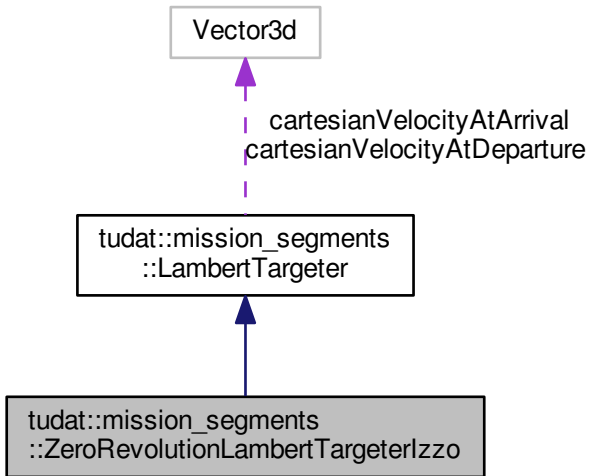 Vector3d
cartesianVelocityAtArrival
cartesianVelocityAtDeparture
tudat::mission_segments
::LambertTargeter
tudat::mission_segments
::ZeroRevolutionLambertTargeterIzzo